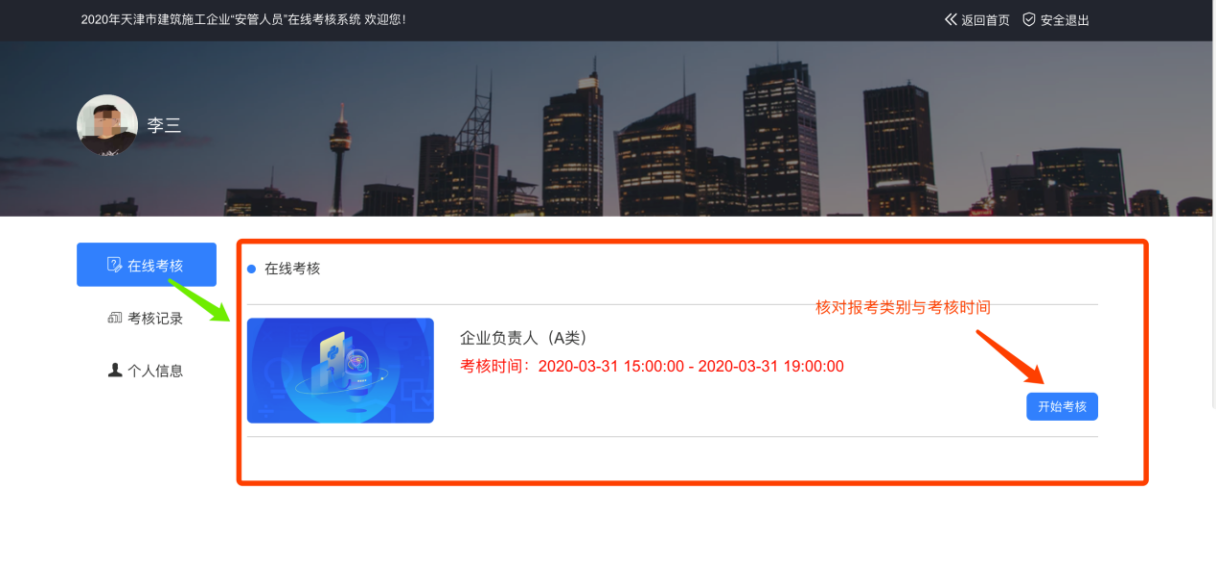 2020年天津市建筑施工企业“安管人员”在线考核系统 欢迎您！
返回首页
安全退出
李三
在线考核
考核记录
个人信息
在线考核
核对报考类别与考核时间
企业负责人（A类）
考核时间：2020-03-31 15:00:00 - 2020-03-31 19:00:00
开始考核